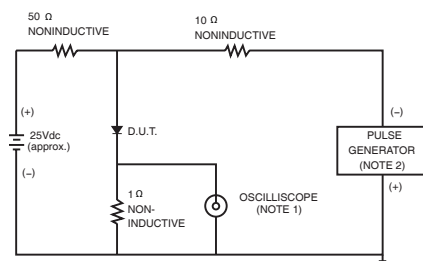 50 Ω
NONINDUCTIVE
10 Ω
NONINDUCTIVE
(+)
25Vdc
(approx.)
(−)
D.U.T.
1 Ω
NON-
INDUCTIVE
OSCILLISCOPE
(NOTE 1)
(−)
PULSE
GENERATOR
(NOTE 2)
(+)